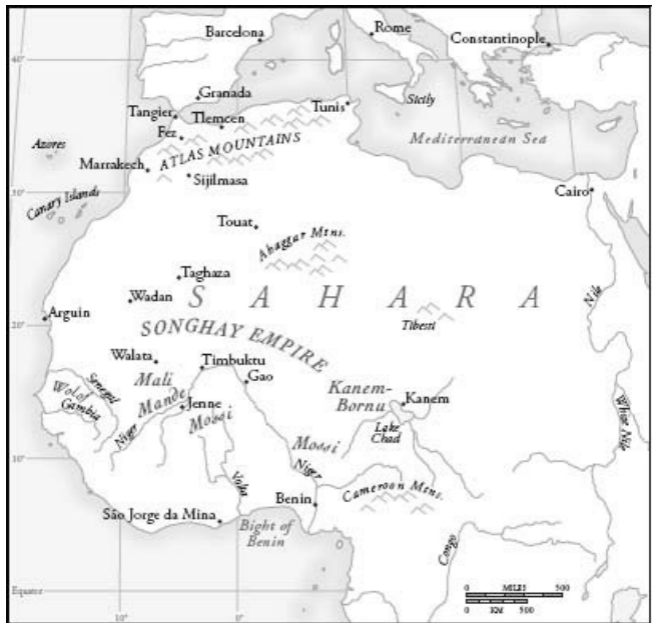 Barcelona
Rome
Constantinople
40°
Granada
Tangier
Tlemcen
Tunis
Sicily
Fez
Mediterranean Sea
Azores
ATLAS MOUNTAINS
Marrakech
Sijilmasa
30°
Cairo
Canary Islands
Touat
Ahaggar Mtns.
Taghaza
Wadan
SAHARA
Nile
Arguin
20°
Tibesti
SONGHAY EMPIRE
Walata
Timbuktu
Mali
Gao
Senegal
Wolof
Gambia
Kanem-
Bornu
Kanem
Mande
Jenne
Mossi
Lake
Chad
White Nile
Niger
Mossi
10°
Niger
Volta
Benin
Cameroon Mtns.
São Jorge da Mina
Bight of
Benin
Congo
Equator
0 MILES 500
0 KM 500
10°
0°